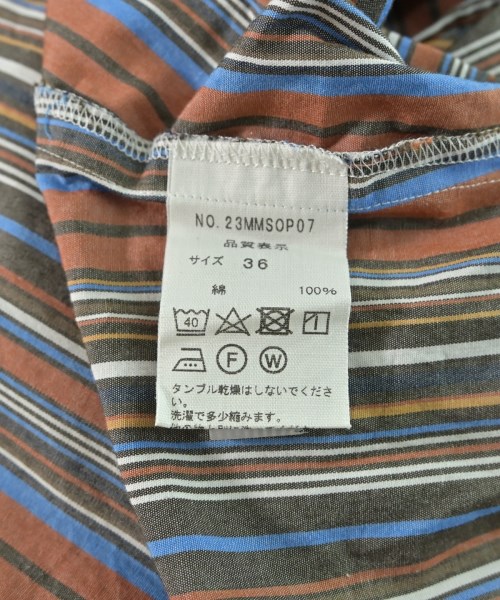 NO. 23MMSOP07
品質表示
サイズ 36
綿 100%
40
F W
タンブル乾燥はしないでくださ
い。
洗濯で多少縮みます。